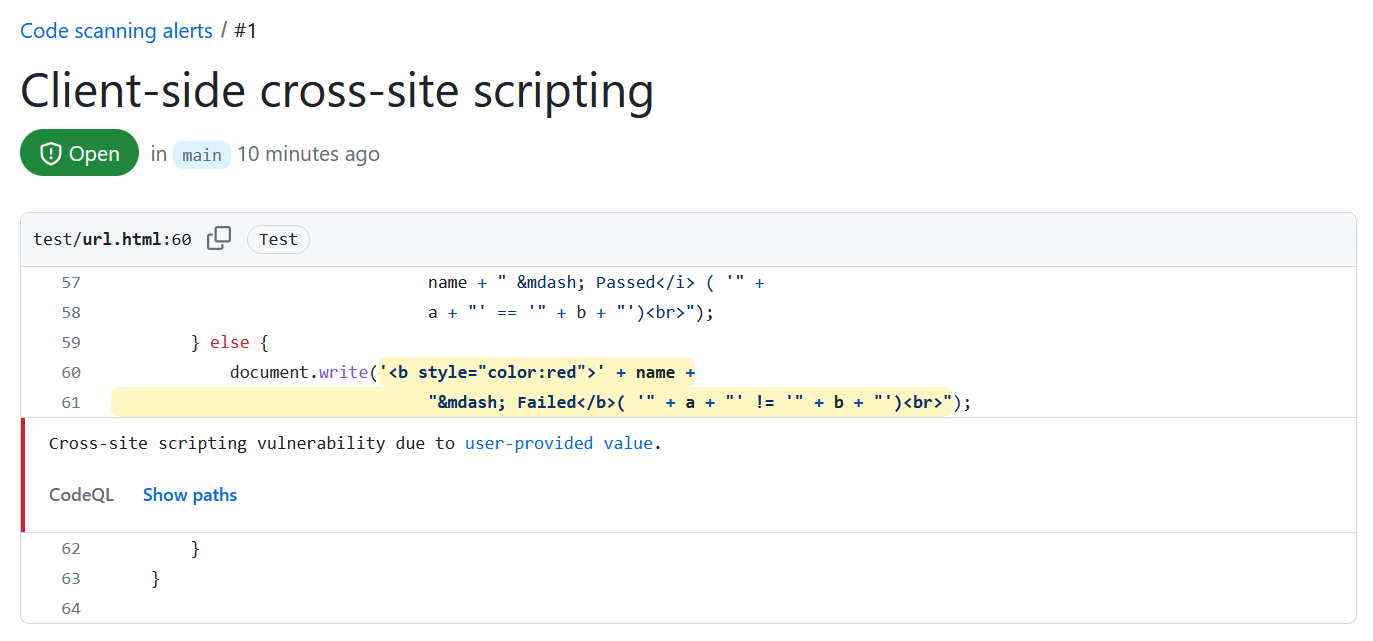 Code scanning alerts / #1
Client-side cross-site scripting
Open in main 10 minutes ago
test/url.html:60 Test
57 name + " &mdash; Passed</i> ( '" +
58 a + "' == '" + b + "')<br>");
59 } else {
60 document.write('<b style="color:red">' + name +
61 "&mdash; Failed</b>( '" + a + "' != '" + b + "')<br>");
Cross-site scripting vulnerability due to user-provided value.
CodeQL Show paths
62 }
63 }
64